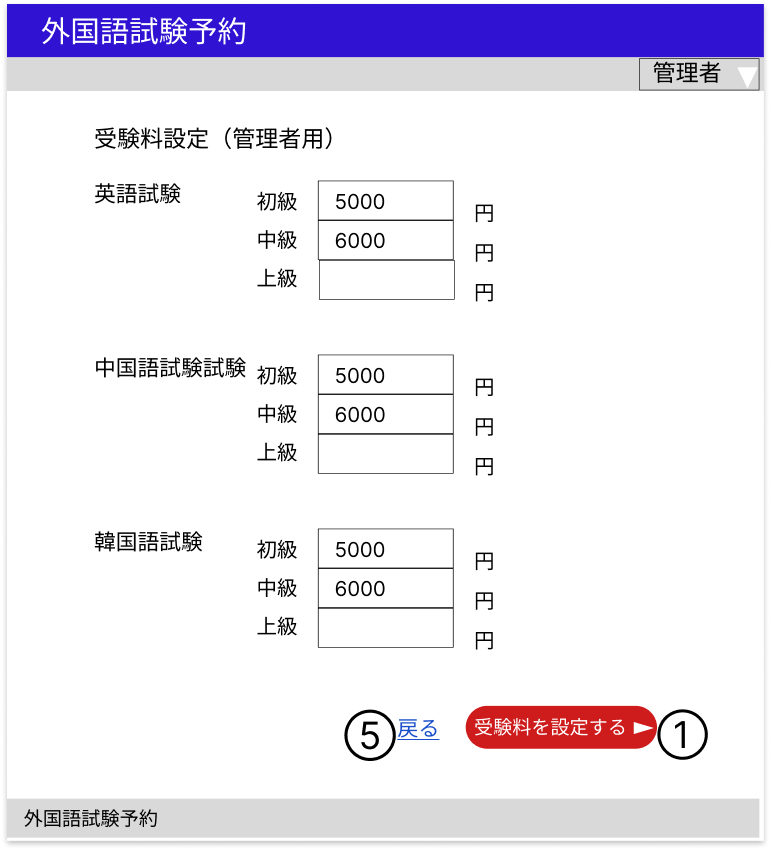 外国語試験予約
管理者
受験料設定（管理者用）
英語試験
初級 5000 円
中級 6000 円
上級 円
中国語試験試験
初級 5000 円
中級 6000 円
上級 円
韓国語試験
初級 5000 円
中級 6000 円
上級 円
⑤ 戻る 受験料を設定する ①
外国語試験予約